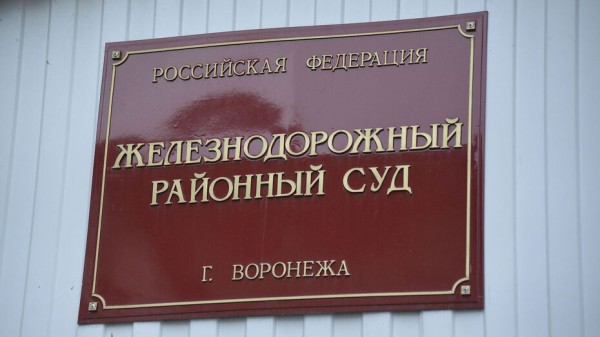 РОССИЙСКАЯ ФЕДЕРАЦИЯ
ЖЕЛЕЗНОДОРОЖНЫЙ
РАЙОННЫЙ СУД
Г. ВОРОНЕЖА